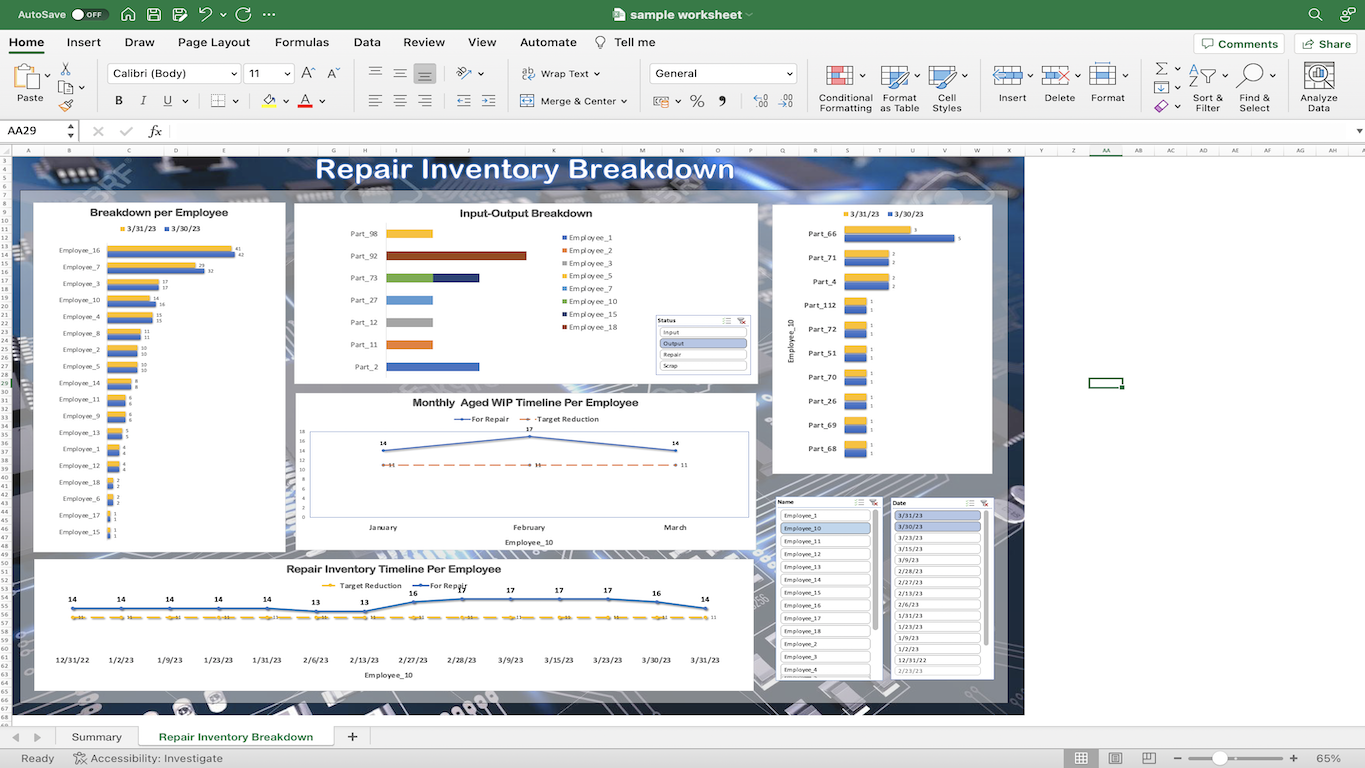 AutoSave OFF sample worksheet
Home Insert Draw Page Layout Formulas Data Review View Automate Tell me Comments Share
Paste Calibri (Body) 11 Wrap Text General
B I U A Merge & Center % Conditional Formatting Format as Table Cell Styles Insert Delete Format Sort & Filter Find & Select Analyze Data
AA29 fx
A B C D E F G H I J K L M N O P Q R S T U V W X Y Z AA AB AC AD AE AF AG AH
Repair Inventory Breakdown
Breakdown per Employee
3/31/23 3/30/23
Employee_16 41 42
Employee_7 29 32
Employee_3 17 17
Employee_10 14 16
Employee_4 15 15
Employee_8 11 11
Employee_2 10 10
Employee_5 10 10
Employee_14 8 8
Employee_11 6 6
Employee_9 6 6
Employee_13 5 5
Employee_1 4 4
Employee_12 4 4
Employee_18 2 2
Employee_6 2 2
Employee_17 1 1
Employee_15 1 1
Input-Output Breakdown
Part_98
Part_92
Part_73
Part_27
Part_12
Part_11
Part_2
Employee_1
Employee_2
Employee_3
Employee_5
Employee_7
Employee_10
Employee_15
Employee_18
Status
Input
Output
Repair
Scrap
3/31/23 3/30/23
Part_66 3 5
Part_71 2 2
Part_4 2 2
Part_112 1 1
Part_72 1 1
Part_51 1 1
Part_70 1 1
Part_26 1 1
Part_69 1 1
Part_68 1 1
Employee_10
Monthly Aged WIP Timeline Per Employee
For Repair Target Reduction
18
16
14
12
10
8
6
4
2
0
14 17 14
11 11 11
January February March
Employee_10
Name
Employee_1
Employee_10
Employee_11
Employee_12
Employee_13
Employee_14
Employee_15
Employee_16
Employee_17
Employee_18
Employee_2
Employee_3
Employee_4
Date
3/31/23
3/30/23
3/23/23
3/15/23
3/9/23
2/28/23
2/27/23
2/13/23
2/6/23
1/31/23
1/23/23
1/9/23
1/2/23
12/31/22
2/23/23
Repair Inventory Timeline Per Employee
Target Reduction For Repair
14 14 14 14 14 13 13 16 17 17 17 17 16 14
11 11 11 11 11 11 11 11 11 11 11 11 11 11
12/31/22 1/2/23 1/9/23 1/23/23 1/31/23 2/6/23 2/13/23 2/27/23 2/28/23 3/9/23 3/15/23 3/23/23 3/30/23 3/31/23
Employee_10
Summary Repair Inventory Breakdown +
Ready Accessibility: Investigate 65%